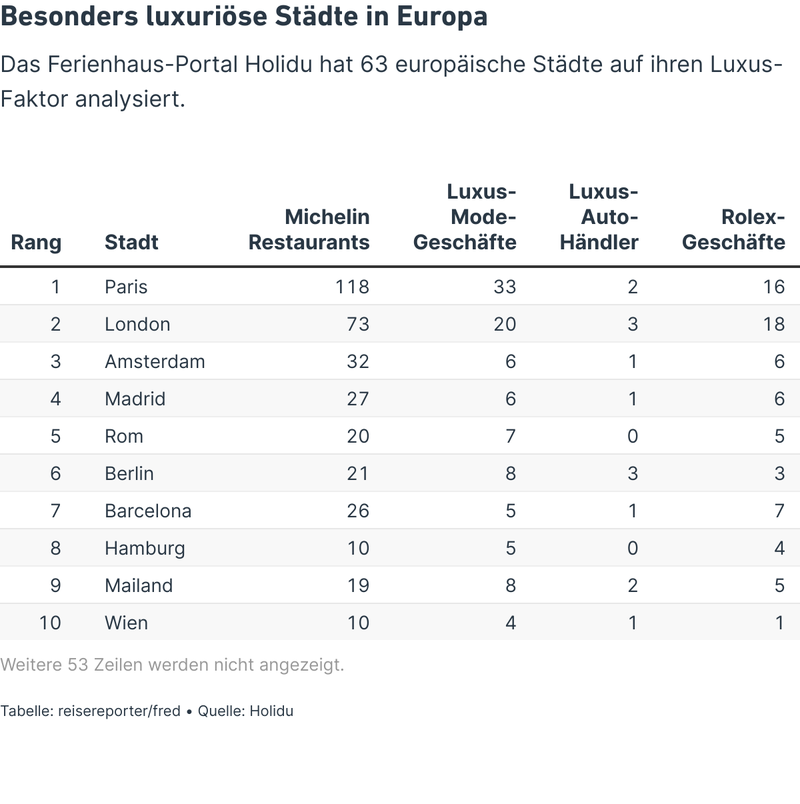 Besonders luxuriöse Städte in Europa
Das Ferienhaus-Portal Holidu hat 63 europäische Städte auf ihren Luxus-
Faktor analysiert.
Rang Stadt Michelin Restaurants Luxus-Mode-Geschäfte Luxus-Auto-Händler Rolex-Geschäfte
1 Paris 118 33 2 16
2 London 73 20 3 18
3 Amsterdam 32 6 1 6
4 Madrid 27 6 1 6
5 Rom 20 7 0 5
6 Berlin 21 8 3 3
7 Barcelona 26 5 1 7
8 Hamburg 10 5 0 4
9 Mailand 19 8 2 5
10 Wien 10 4 1 1
Weitere 53 Zeilen werden nicht angezeigt.
Tabelle: reisereporter/fred • Quelle: Holidu